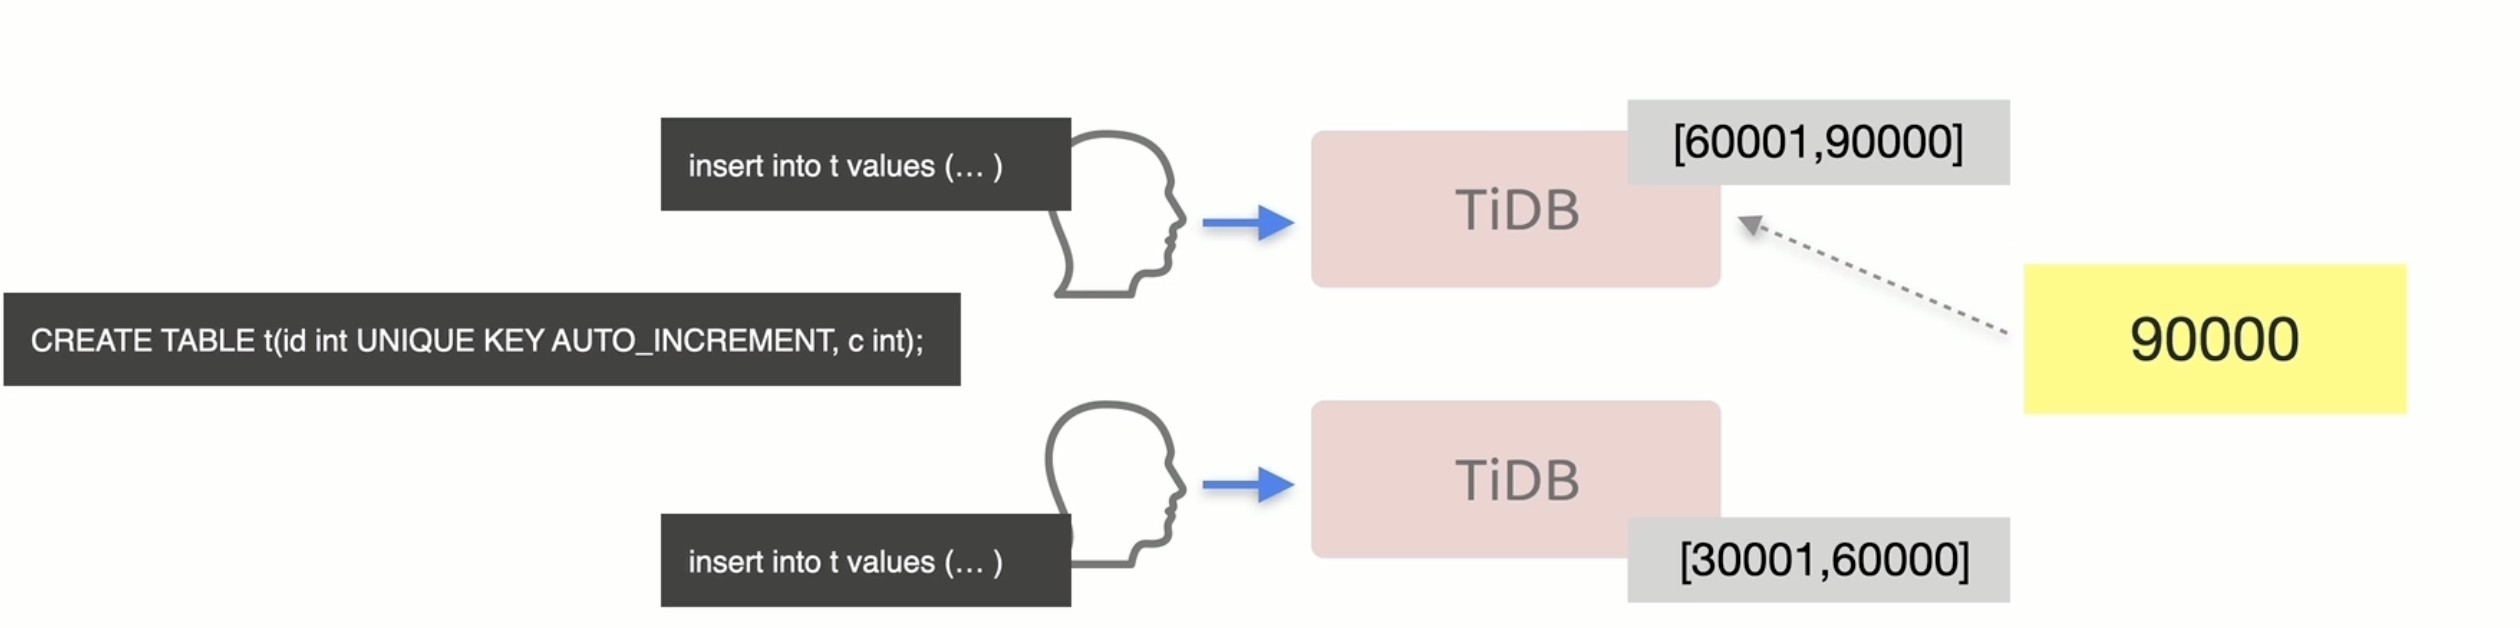 insert into t values (... )
[60001,90000]
TiDB
CREATE TABLE t(id int UNIQUE KEY AUTO_INCREMENT, c int);
90000
TiDB
insert into t values (... )
[30001,60000]